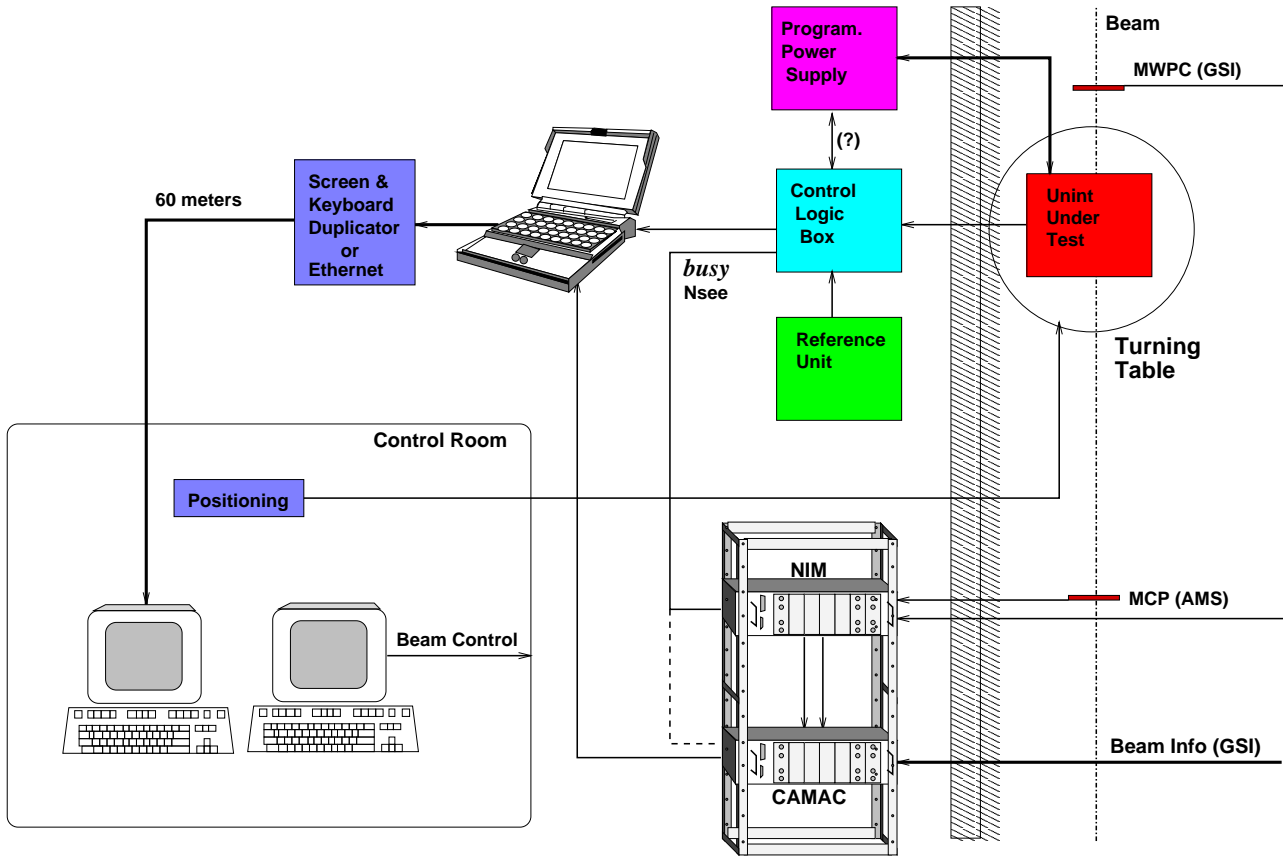 Program.
Power
Supply
Beam
MWPC (GSI)
(?)
Screen &
Keyboard
Duplicator
or
Ethernet
60 meters
Control
Logic
Box
Unint
Under
Test
busy
Nsee
Reference
Unit
Turning
Table
Control Room
Positioning
NIM
MCP (AMS)
Beam Control
Beam Info (GSI)
CAMAC